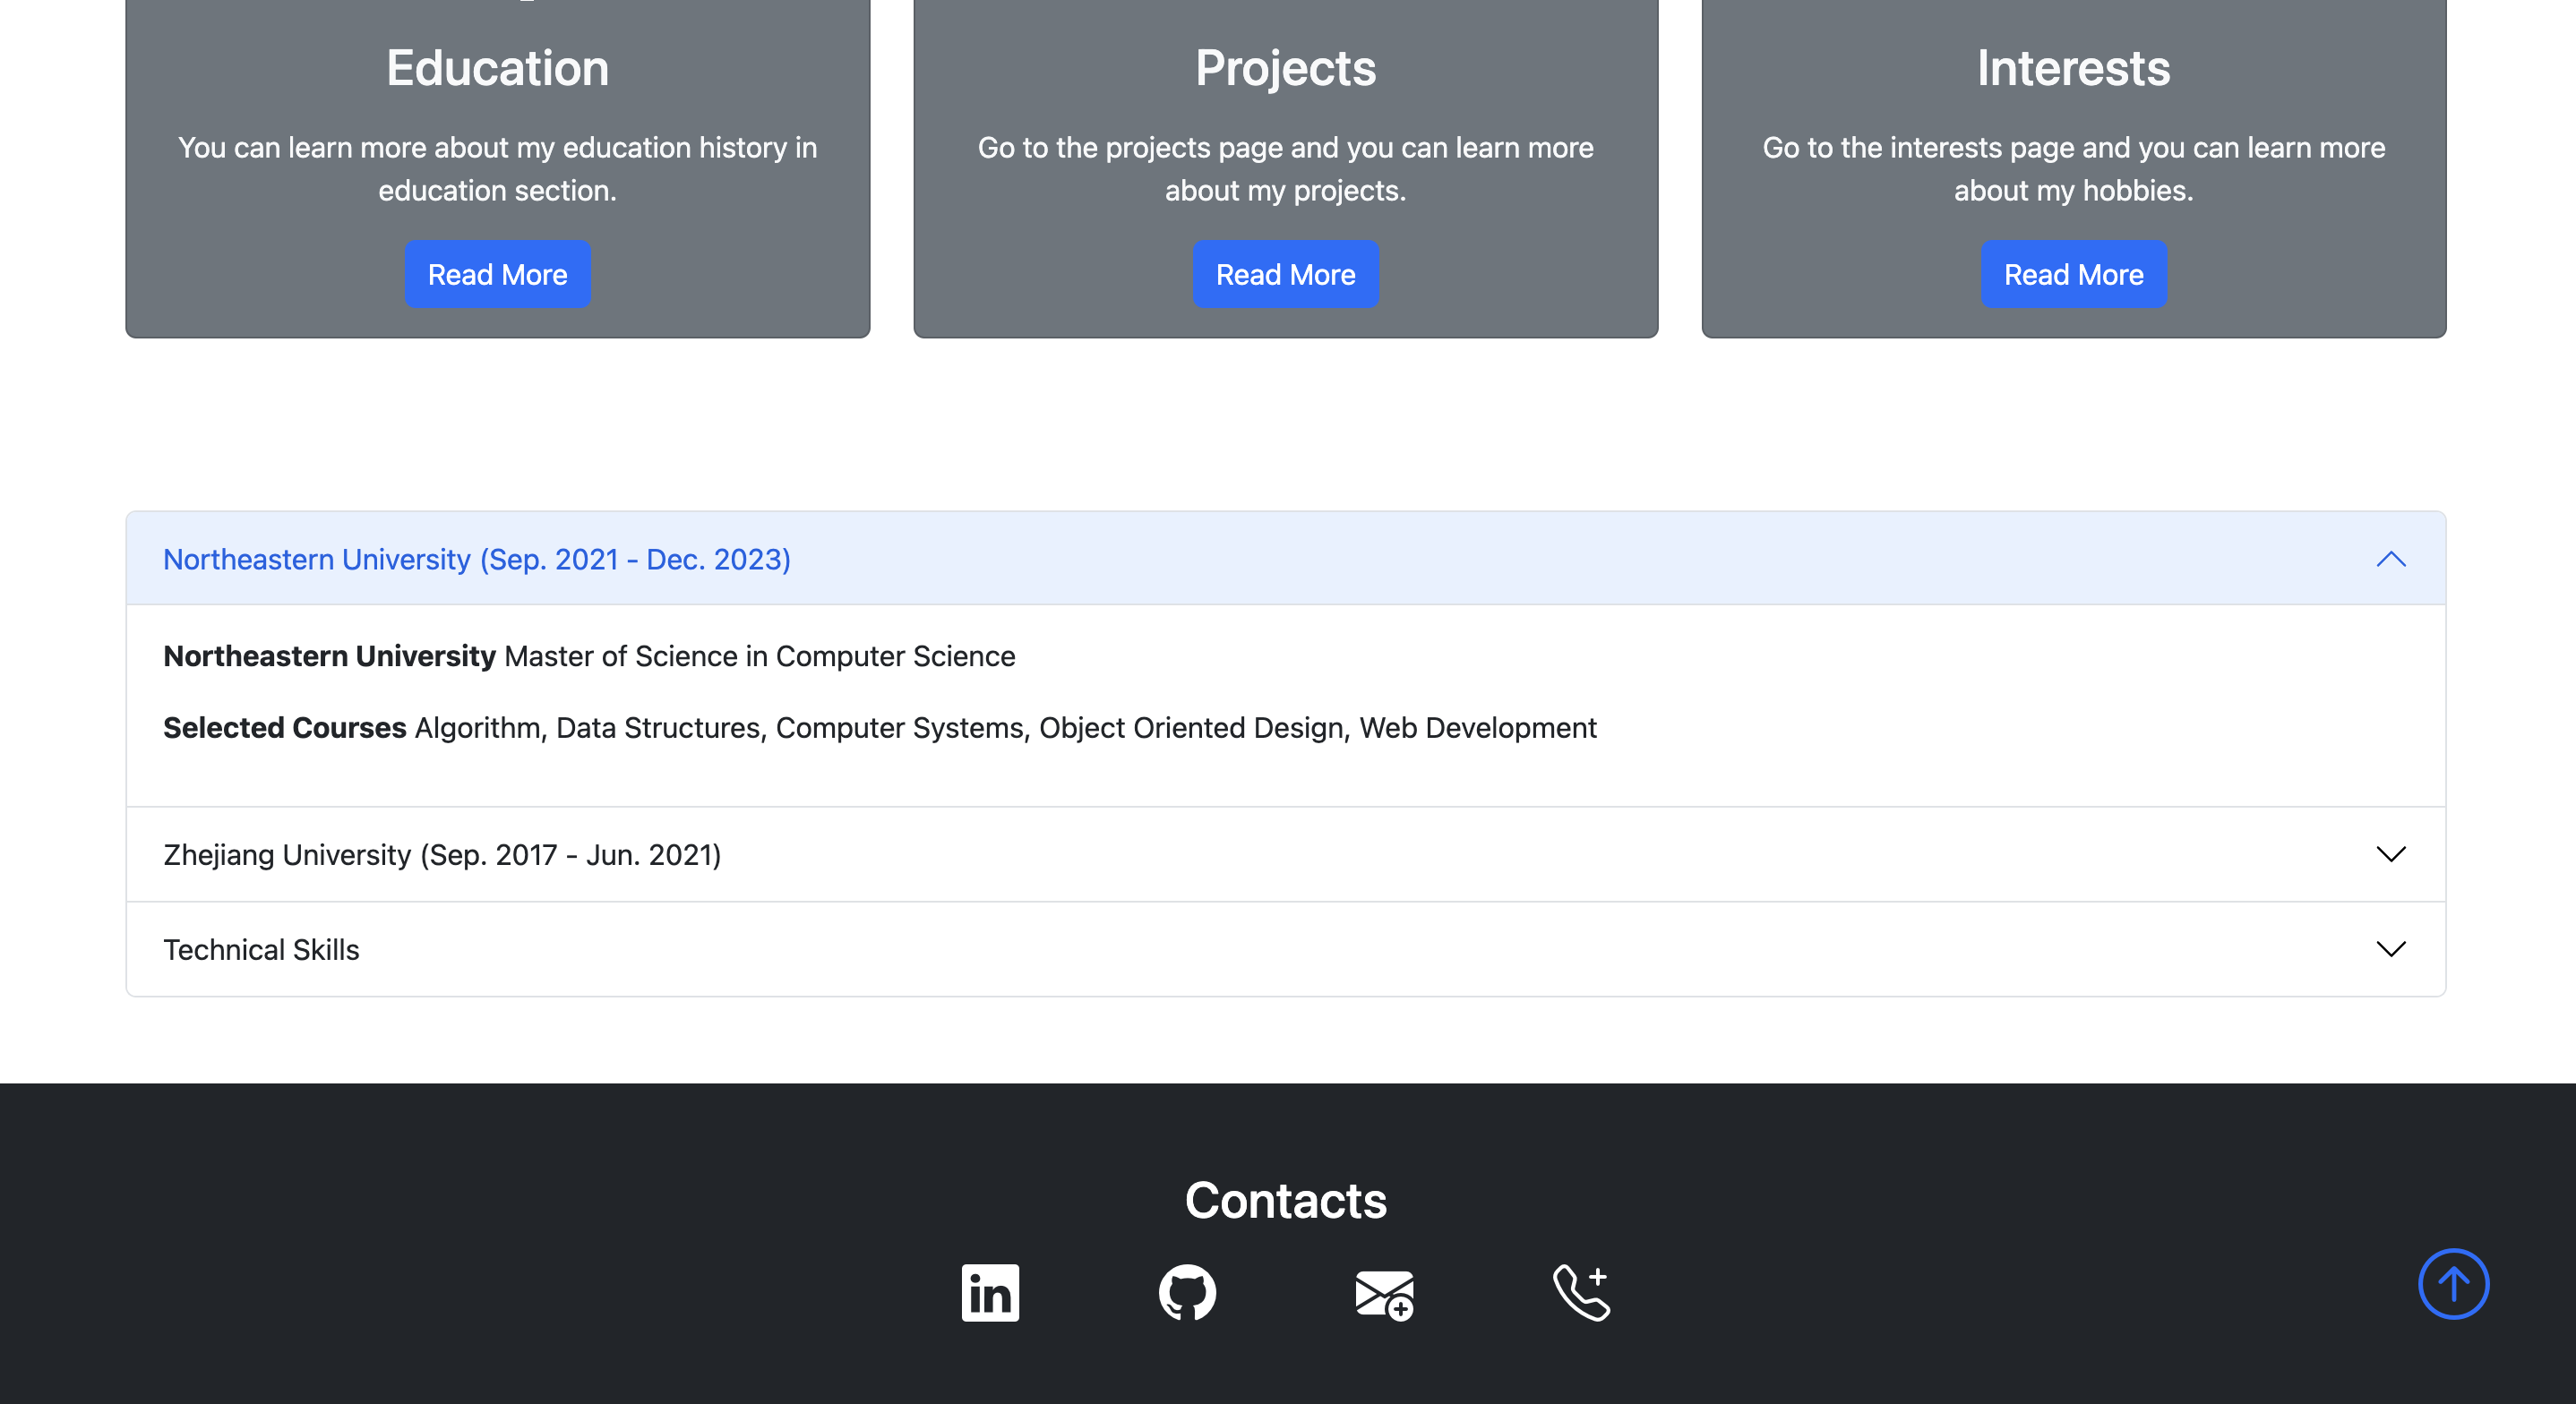 Education
You can learn more about my education history in
education section.
Read More
Projects
Go to the projects page and you can learn more
about my projects.
Read More
Interests
Go to the interests page and you can learn more
about my hobbies.
Read More
Northeastern University (Sep. 2021 - Dec. 2023)
Northeastern University Master of Science in Computer Science
Selected Courses Algorithm, Data Structures, Computer Systems, Object Oriented Design, Web Development
Zhejiang University (Sep. 2017 - Jun. 2021)
Technical Skills
Contacts
in